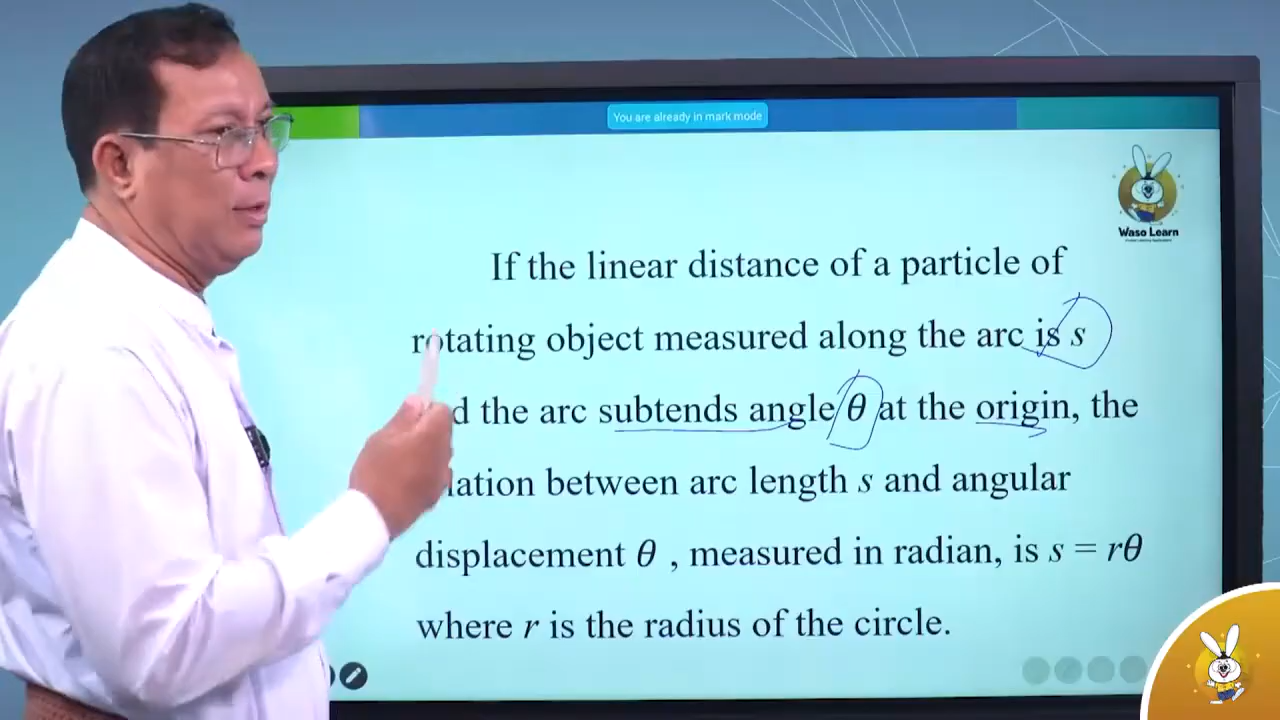 You are already in mark mode
Waso Learn
If the linear distance of a particle of
rotating object measured along the arc is s
the arc subtends angle θ at the origin, the
between arc length s and angular
displacement θ , measured in radian, is s = rθ
where r is the radius of the circle.